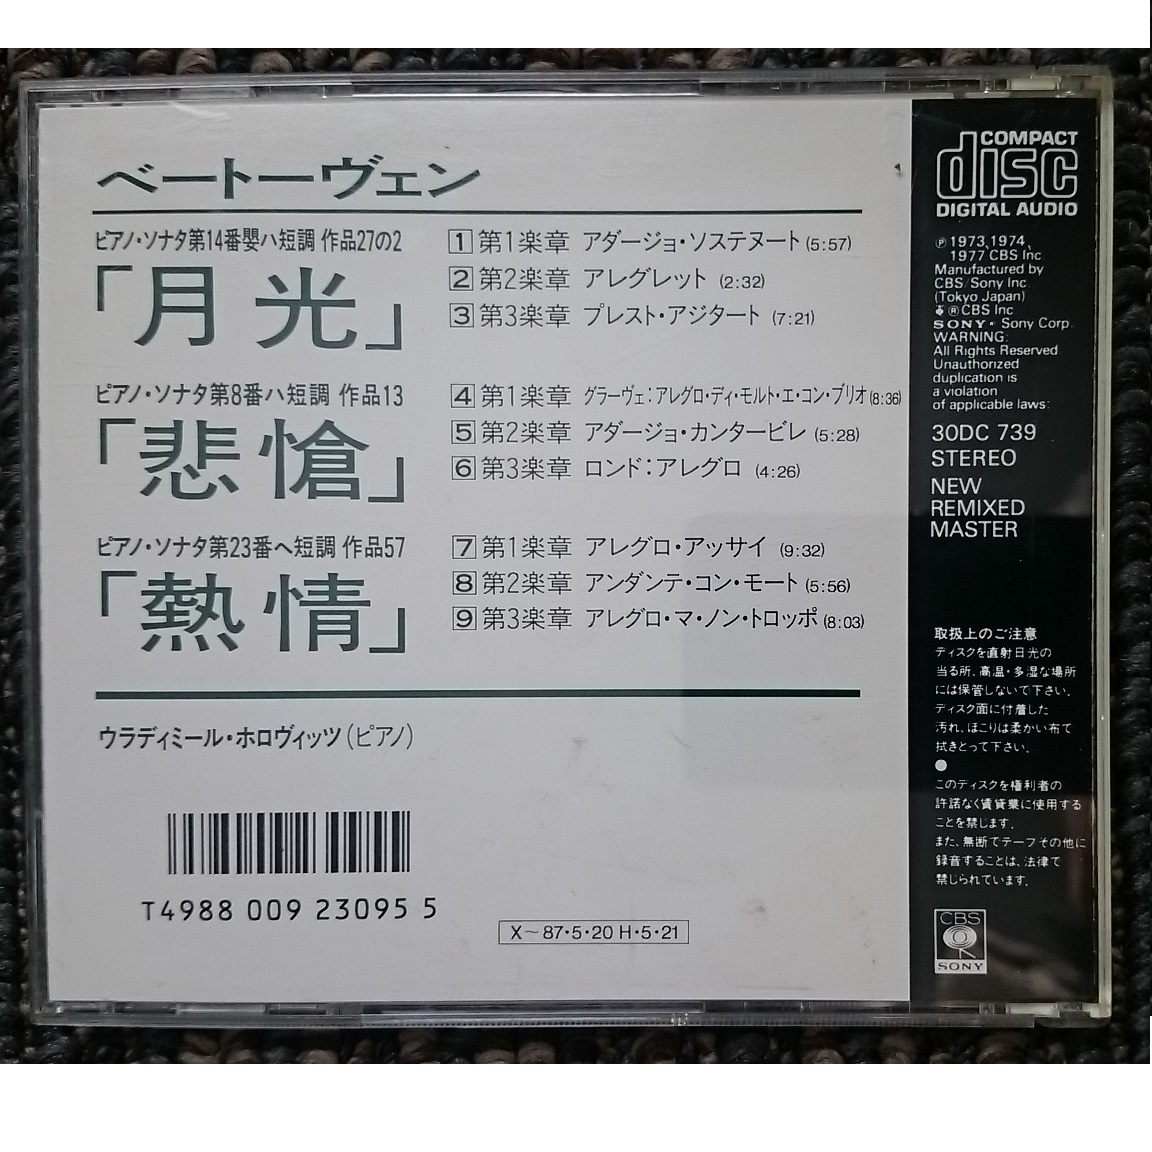 ベートーヴェン
ピアノ・ソナタ第14番嬰ハ短調 作品27の2
「月光」
1 第1楽章 アダージョ・ソステヌート (5:57)
2 第2楽章 アレグレット (2:32)
3 第3楽章 プレスト・アジタート (7:21)
ピアノ・ソナタ第8番ハ短調 作品13
「悲愴」
4 第1楽章 グラーヴェ:アレグロ・ディ・モルト・エ・コン・ブリオ (8:36)
5 第2楽章 アダージョ・カンタービレ (5:28)
6 第3楽章 ロンド:アレグロ (4:26)
ピアノ・ソナタ第23番ヘ短調 作品57
「熱情」
7 第1楽章 アレグロ・アッサイ (9:32)
8 第2楽章 アンダンテ・コン・モート (5:56)
9 第3楽章 アレグロ・マ・ノン・トロッポ (8:03)
ウラディミール・ホロヴィッツ(ピアノ)
T4988 009 23095 5
X〜87・5・20 H・5・21
COMPACT
disc
DIGITAL AUDIO
℗ 1973,1974,
1977 CBS Inc
Manufactured by
CBS/Sony Inc
(Tokyo Japan)
®CBS Inc
SONY・Sony Corp.
WARNING:
All Rights Reserved
Unauthorized
duplication is
a violation
of applicable laws:
30DC 739
STEREO
NEW
REMIXED
MASTER
取扱上のご注意
ディスクを直射日光の
当る所、高温・多湿な場所
には保管しないで下さい。
ディスク面に付着した
汚れ、ほこりは柔かい布で
拭きとって下さい。
●
このディスクを権利者の
許諾なく賃貸業に使用する
ことを禁じます。
また、無断でテープその他に
録音することは、法律で
禁じられています。
CBS
SONY